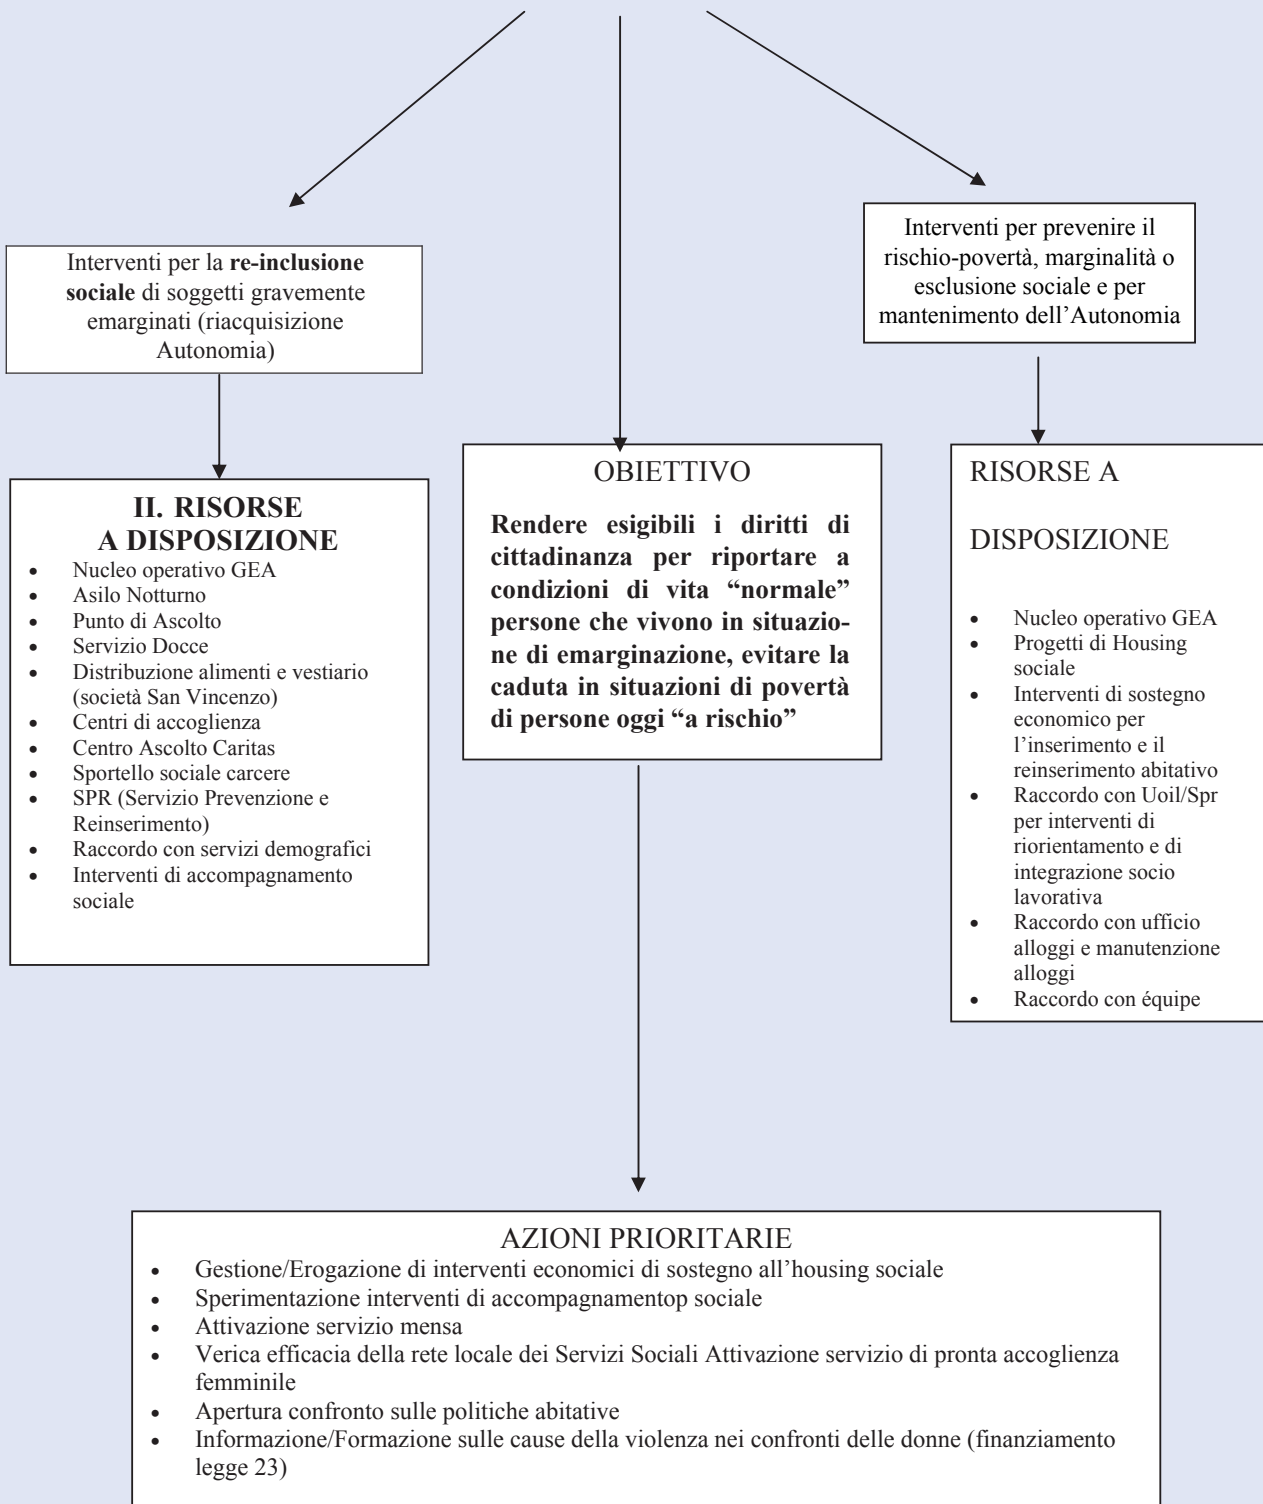 Interventi per la re-inclusione
sociale di soggetti gravemente
emarginati (riacquisizione
Autonomia)
Interventi per prevenire il
rischio-povertà, marginalità o
esclusione sociale e per
mantenimento dell’Autonomia
II. RISORSE
A DISPOSIZIONE
• Nucleo operativo GEA
• Asilo Notturno
• Punto di Ascolto
• Servizio Docce
• Distribuzione alimenti e vestiario
(società San Vincenzo)
• Centri di accoglienza
• Centro Ascolto Caritas
• Sportello sociale carcere
• SPR (Servizio Prevenzione e
Reinserimento)
• Raccordo con servizi demografici
• Interventi di accompagnamento
sociale
OBIETTIVO
Rendere esigibili i diritti di
cittadinanza per riportare a
condizioni di vita “normale”
persone che vivono in situazio-
ne di emarginazione, evitare la
caduta in situazioni di povertà
di persone oggi “a rischio”
RISORSE A
DISPOSIZIONE
• Nucleo operativo GEA
• Progetti di Housing
sociale
• Interventi di sostegno
economico per
l’inserimento e il
reinserimento abitativo
• Raccordo con Uoil/Spr
per interventi di
riorientamento e di
integrazione socio
lavorativa
• Raccordo con ufficio
alloggi e manutenzione
alloggi
• Raccordo con équipe
AZIONI PRIORITARIE
• Gestione/Erogazione di interventi economici di sostegno all’housing sociale
• Sperimentazione interventi di accompagnamentop sociale
• Attivazione servizio mensa
• Verica efficacia della rete locale dei Servizi Sociali Attivazione servizio di pronta accoglienza
femminile
• Apertura confronto sulle politiche abitative
• Informazione/Formazione sulle cause della violenza nei confronti delle donne (finanziamento
legge 23)